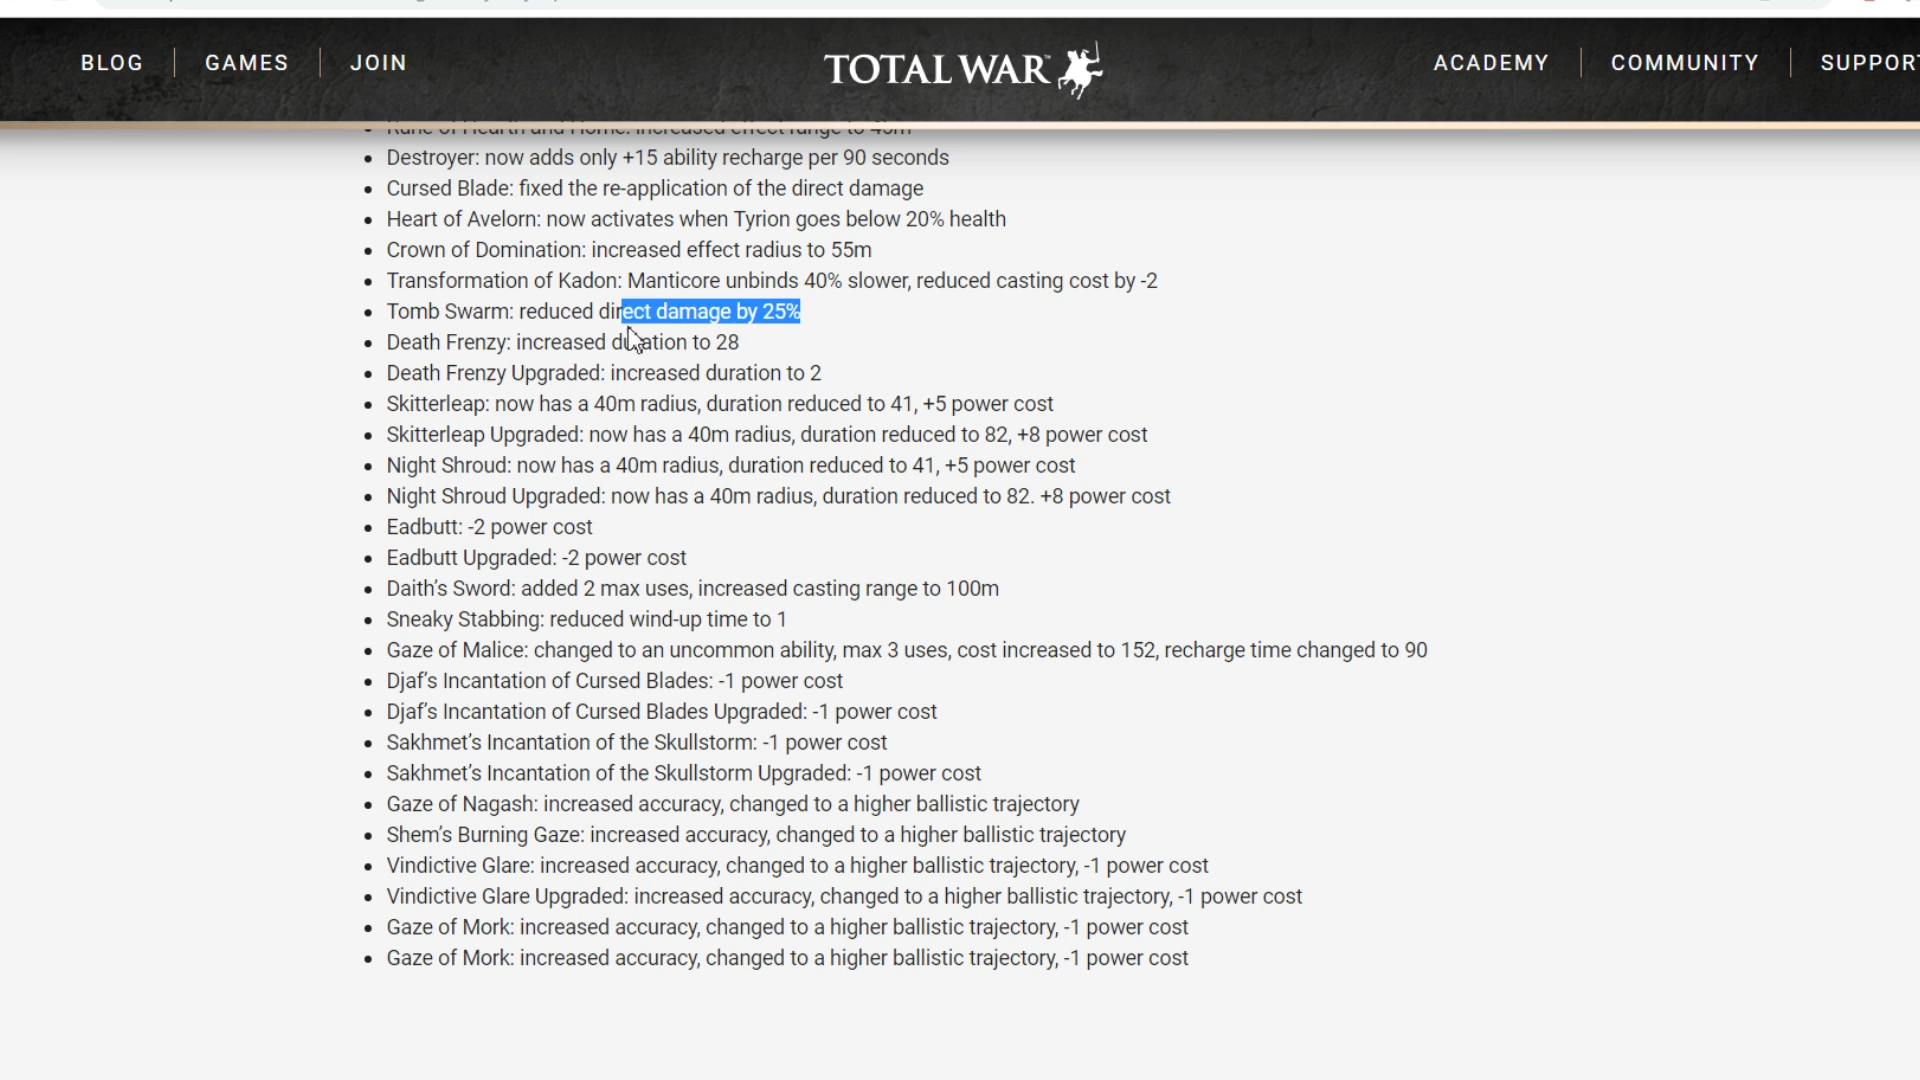 BLOG GAMES JOIN TOTAL WAR ACADEMY COMMUNITY SUPPORT
Rune of Hearth and Home: increased effect range to 45m
Destroyer: now adds only +15 ability recharge per 90 seconds
Cursed Blade: fixed the re-application of the direct damage
Heart of Avelorn: now activates when Tyrion goes below 20% health
Crown of Domination: increased effect radius to 55m
Transformation of Kadon: Manticore unbinds 40% slower, reduced casting cost by -2
Tomb Swarm: reduced direct damage by 25%
Death Frenzy: increased duration to 28
Death Frenzy Upgraded: increased duration to 2
Skitterleap: now has a 40m radius, duration reduced to 41, +5 power cost
Skitterleap Upgraded: now has a 40m radius, duration reduced to 82, +8 power cost
Night Shroud: now has a 40m radius, duration reduced to 41, +5 power cost
Night Shroud Upgraded: now has a 40m radius, duration reduced to 82. +8 power cost
Eadbutt: -2 power cost
Eadbutt Upgraded: -2 power cost
Daith’s Sword: added 2 max uses, increased casting range to 100m
Sneaky Stabbing: reduced wind-up time to 1
Gaze of Malice: changed to an uncommon ability, max 3 uses, cost increased to 152, recharge time changed to 90
Djaf’s Incantation of Cursed Blades: -1 power cost
Djaf’s Incantation of Cursed Blades Upgraded: -1 power cost
Sakhmet’s Incantation of the Skullstorm: -1 power cost
Sakhmet’s Incantation of the Skullstorm Upgraded: -1 power cost
Gaze of Nagash: increased accuracy, changed to a higher ballistic trajectory
Shem’s Burning Gaze: increased accuracy, changed to a higher ballistic trajectory
Vindictive Glare: increased accuracy, changed to a higher ballistic trajectory, -1 power cost
Vindictive Glare Upgraded: increased accuracy, changed to a higher ballistic trajectory, -1 power cost
Gaze of Mork: increased accuracy, changed to a higher ballistic trajectory, -1 power cost
Gaze of Mork: increased accuracy, changed to a higher ballistic trajectory, -1 power cost